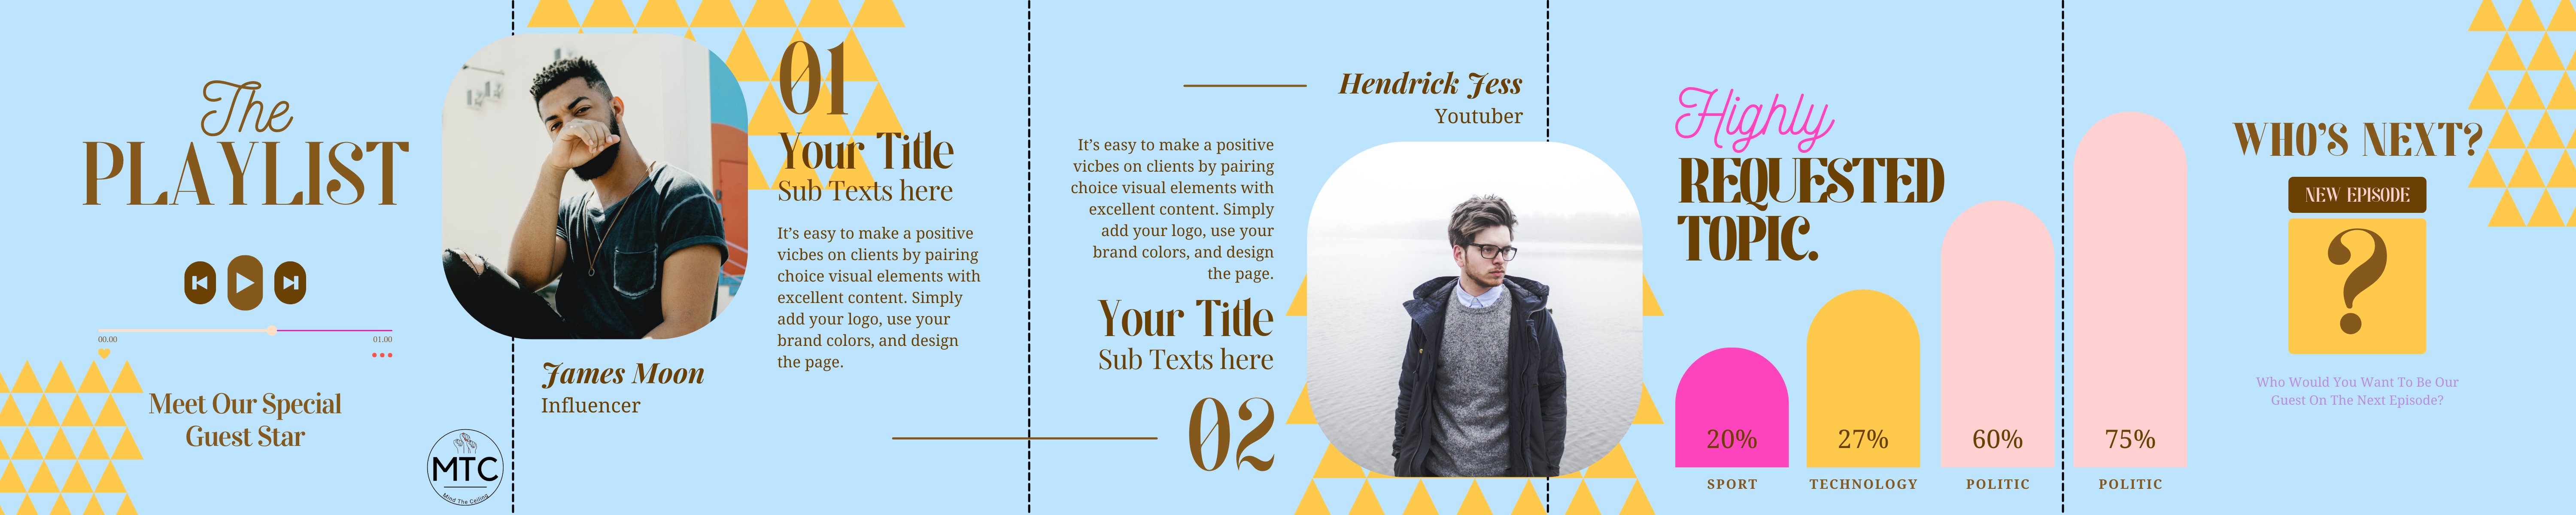 The
PLAYLIST
00.00
01.00
Meet Our Special
Guest Star
MTC
Mind The Ceiling
James Moon
Influencer
01
Your Title
Sub Texts here
It's easy to make a positive
vicbes on clients by pairing
choice visual elements with
excellent content. Simply
add your logo, use your
brand colors, and design
the page.
Hendrick Jess
Youtuber
It's easy to make a positive
vicbes on clients by pairing
choice visual elements with
excellent content. Simply
add your logo, use your
brand colors, and design
the page.
Your Title
Sub Texts here
02
Highly
REQUESTED
TOPIC.
20%
27%
60%
75%
SPORT
TECHNOLOGY
POLITIC
POLITIC
WHO'S NEXT?
NEW EPISODE
?
Who Would You Want To Be Our
Guest On The Next Episode?